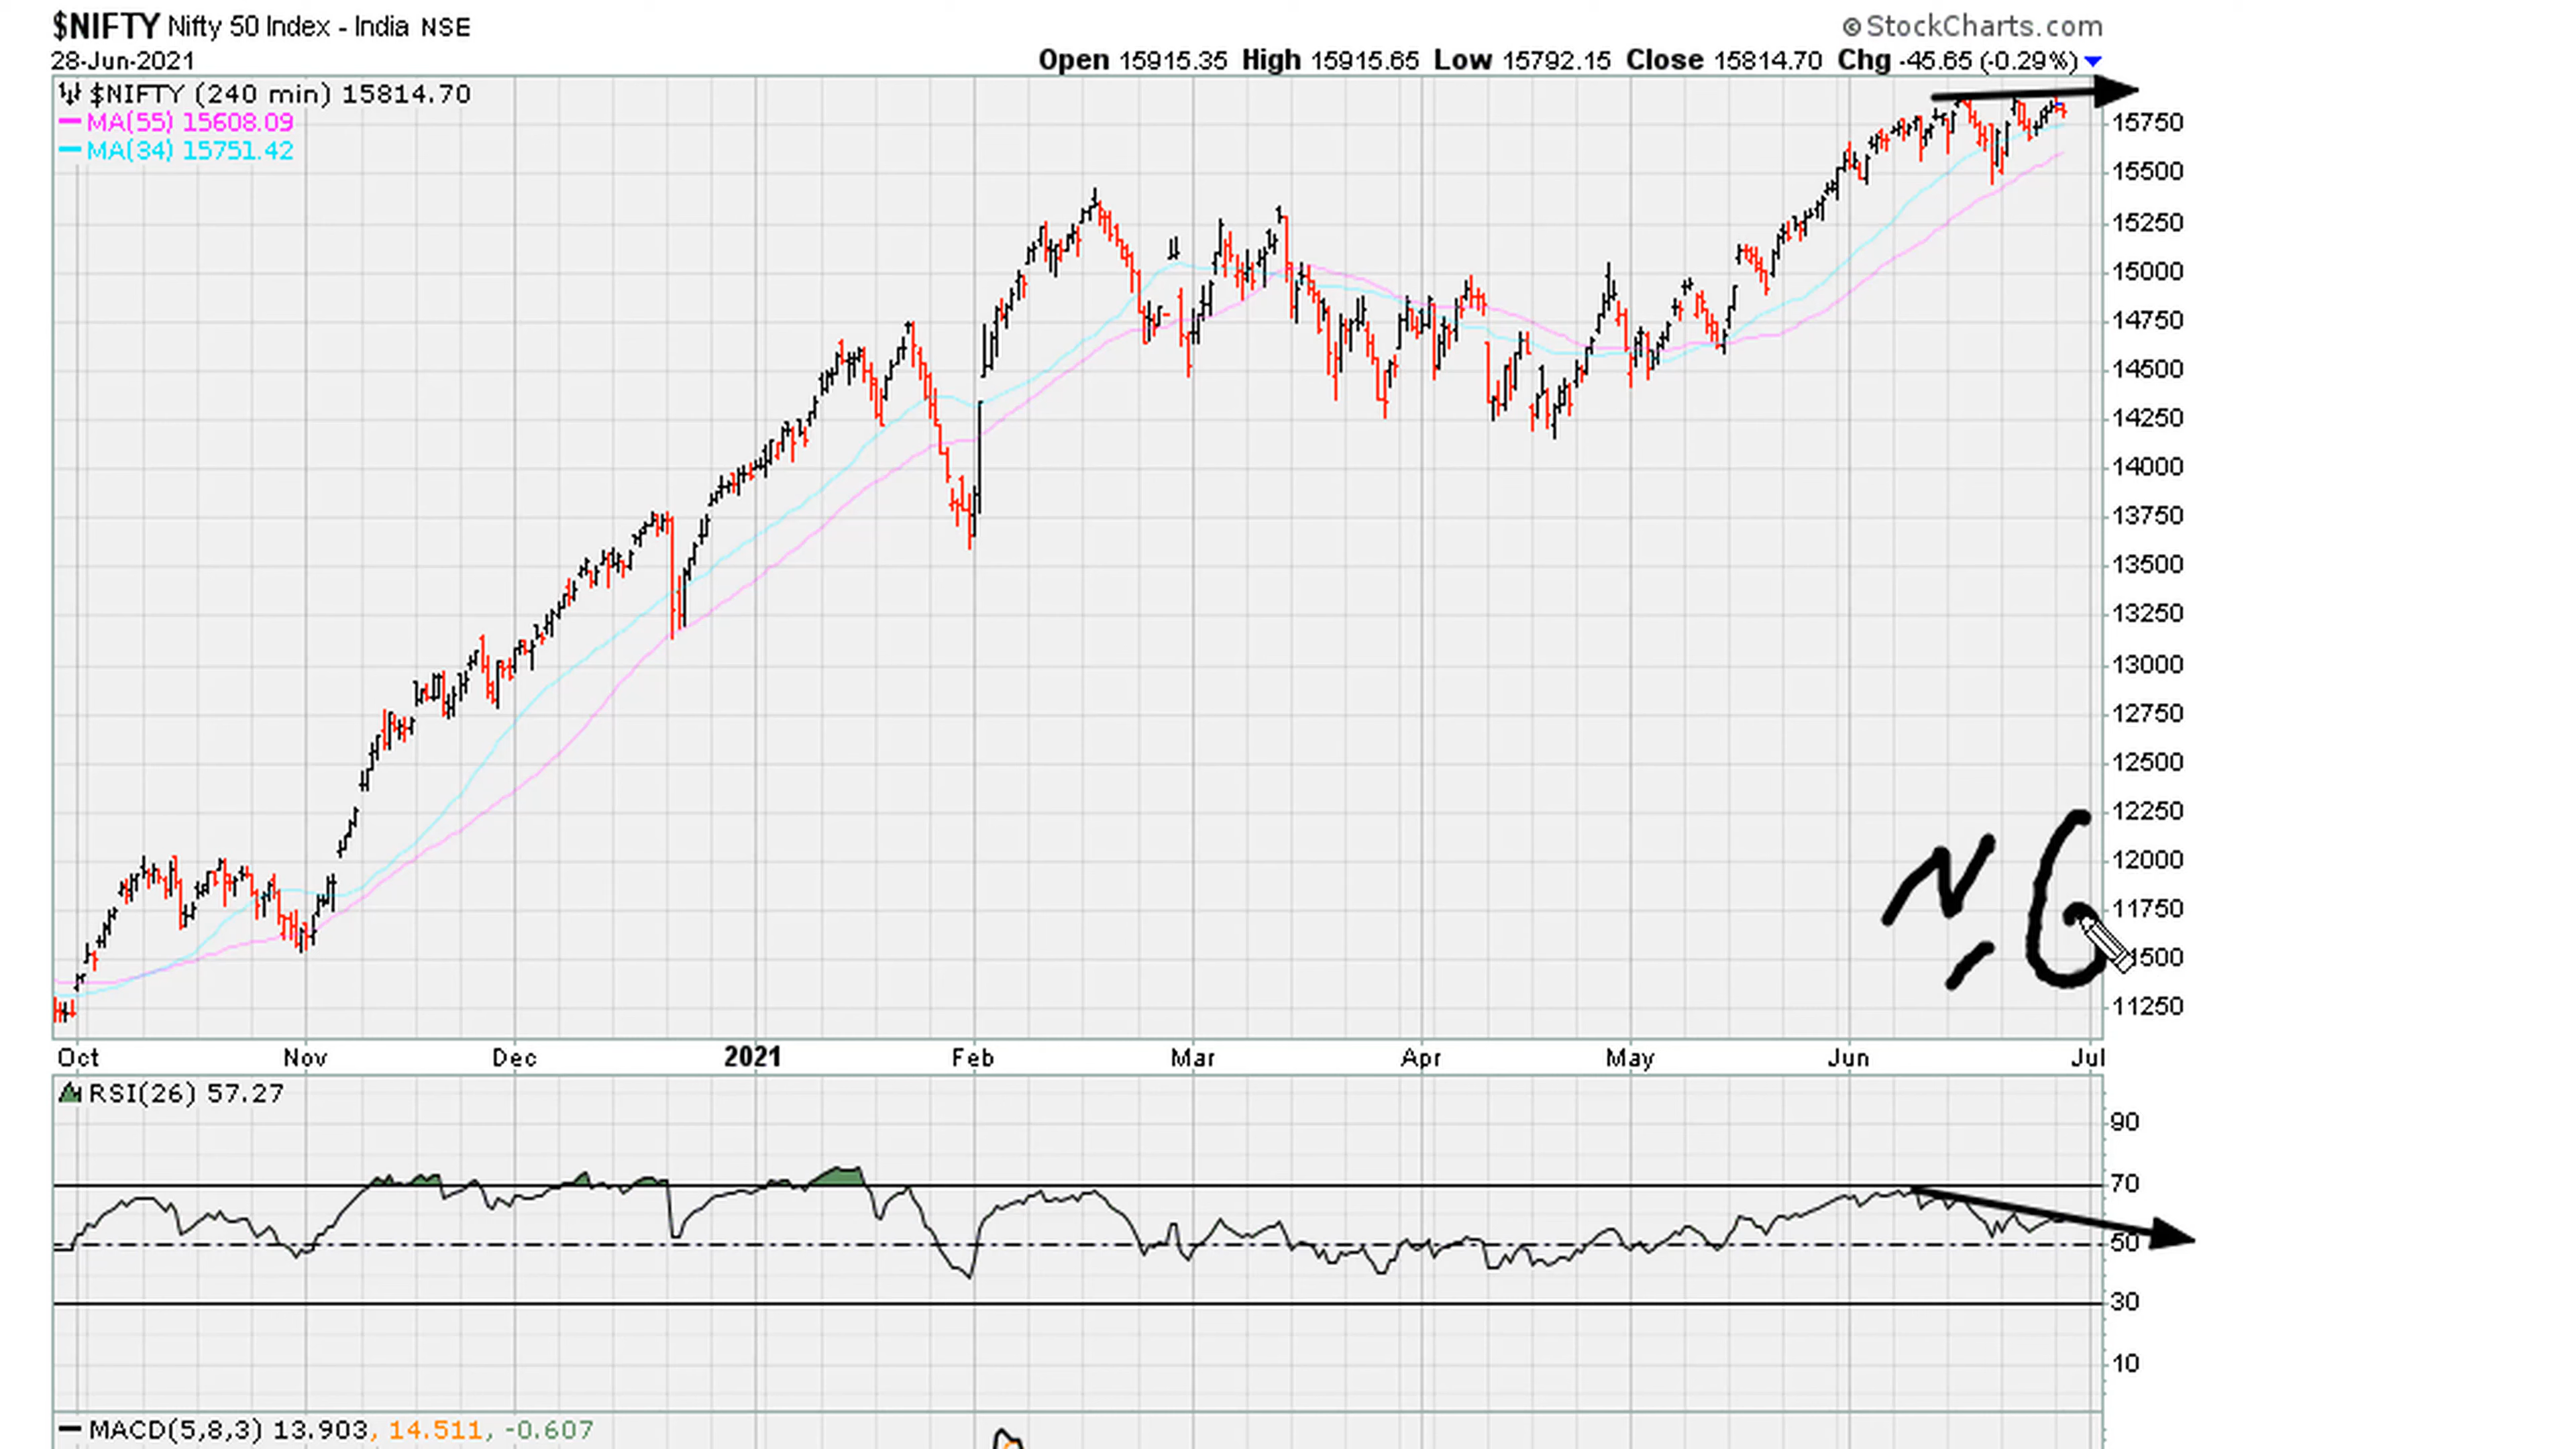 $NIFTY Nifty 50 Index - India NSE © StockCharts.com
28-Jun-2021 Open 15915.35 High 15915.65 Low 15792.15 Close 15814.70 Chg -45.65 (-0.29%)
$NIFTY (240 min) 15814.70
MA(55) 15608.09
MA(34) 15751.42
15750
15500
15250
15000
14750
14500
14250
14000
13750
13500
13250
13000
12750
12500
12250
12000
11750
11500
11250
N
6
Oct Nov Dec 2021 Feb Mar Apr May Jun Jul
RSI(26) 57.27
90
70
50
30
10
MACD(5,8,3) 13.903, 14.511, -0.607